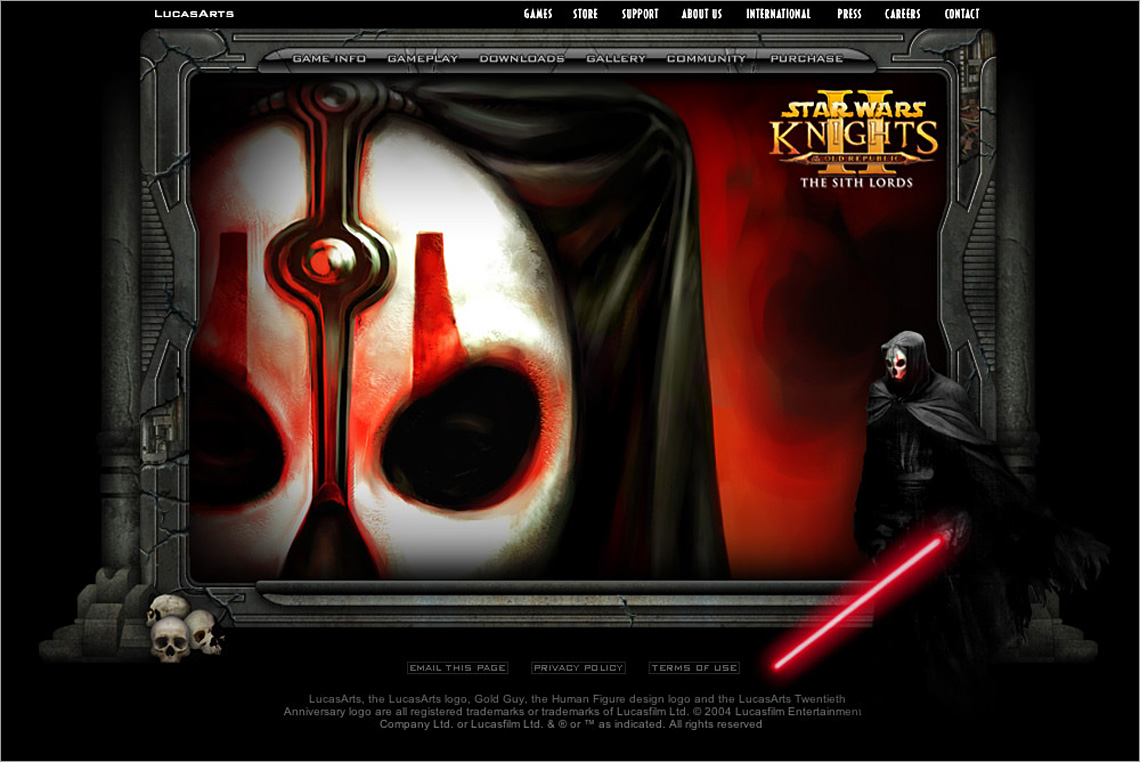 LucasArts
GAMES STORE SUPPORT ABOUT US INTERNATIONAL PRESS CAREERS CONTACT
GAME INFO GAMEPLAY DOWNLOADS GALLERY COMMUNITY PURCHASE
STAR WARS
II
KNIGHTS
OF THE OLD REPUBLIC
THE SITH LORDS
EMAIL THIS PAGE PRIVACY POLICY TERMS OF USE
LucasArts, the LucasArts logo, Gold Guy, the Human Figure design logo and the LucasArts Twentieth
Anniversary logo are all registered trademarks or trademarks of Lucasfilm Ltd. © 2004 Lucasfilm Entertainment
Company Ltd. or Lucasfilm Ltd. & ® or ™ as indicated. All rights reserved